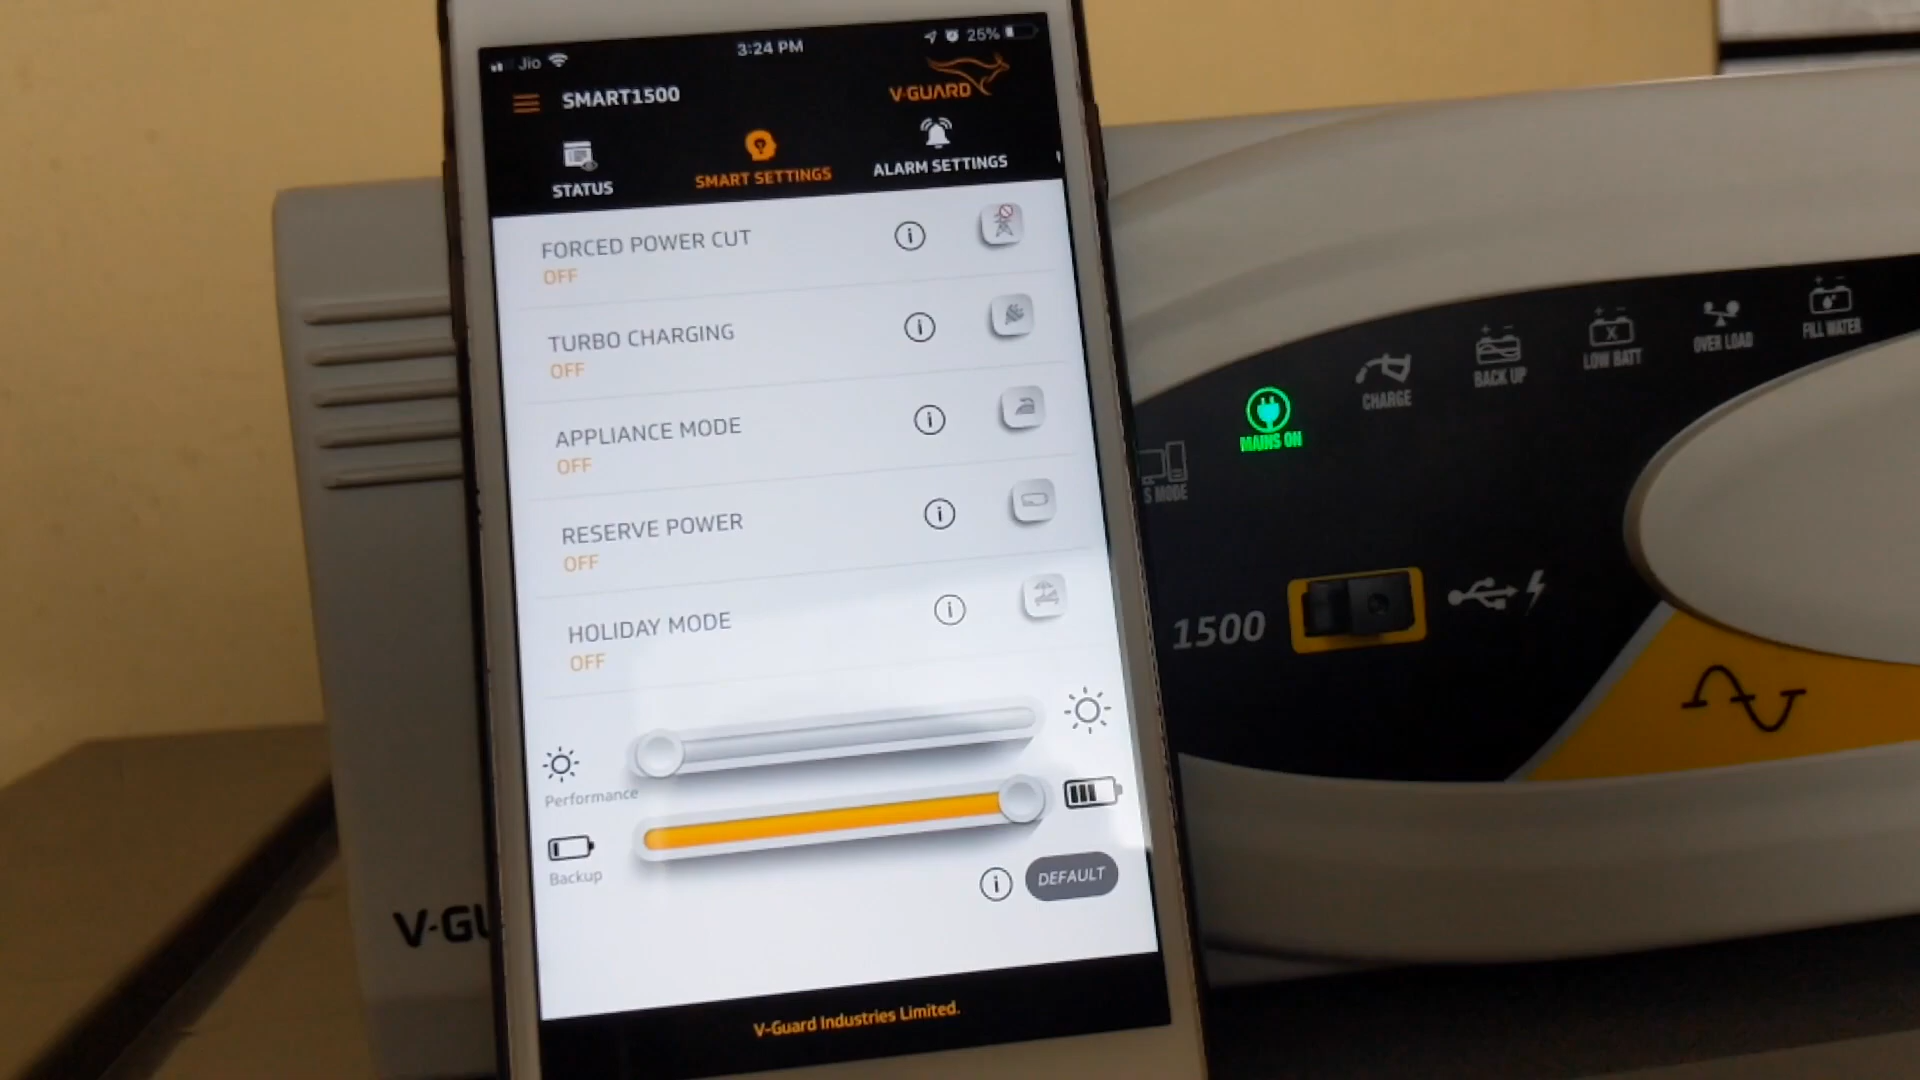 Jio
3:24 PM
25%
SMART1500
V-GUARD
STATUS
SMART SETTINGS
ALARM SETTINGS
FORCED POWER CUT
OFF
TURBO CHARGING
OFF
APPLIANCE MODE
OFF
RESERVE POWER
OFF
HOLIDAY MODE
OFF
Performance
Backup
DEFAULT
V-Guard Industries Limited.
V-GU
S MODE
MAINS ON
CHARGE
BACK UP
LOW BATT
OVER LOAD
FILL WATER
1500